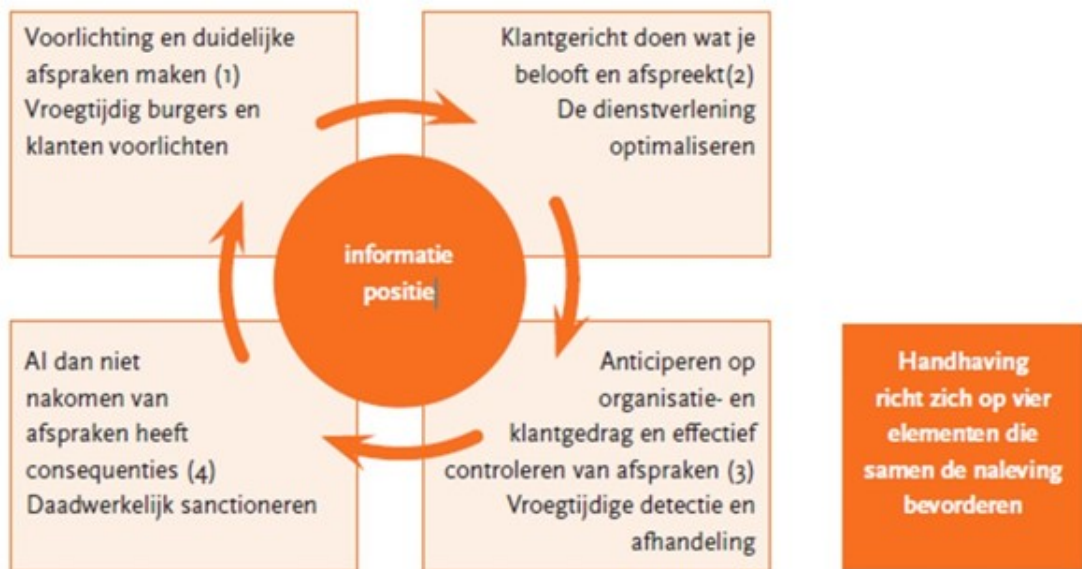 Voorlichting en duidelijke
afspraken maken (1)
Vroegtijdig burgers en
klanten voorlichten
Klantgericht doen wat je
belooft en afspreekt(2)
De dienstverlening
optimaliseren
informatie
positie
Al dan niet
nakomen van
afspraken heeft
consequenties (4)
Daadwerkelijk sanctioneren
Anticiperen op
organisatie- en
klantgedrag en effectief
controleren van afspraken (3)
Vroegtijdige detectie en
afhandeling
Handhaving
richt zich op vier
elementen die
samen de naleving
bevorderen